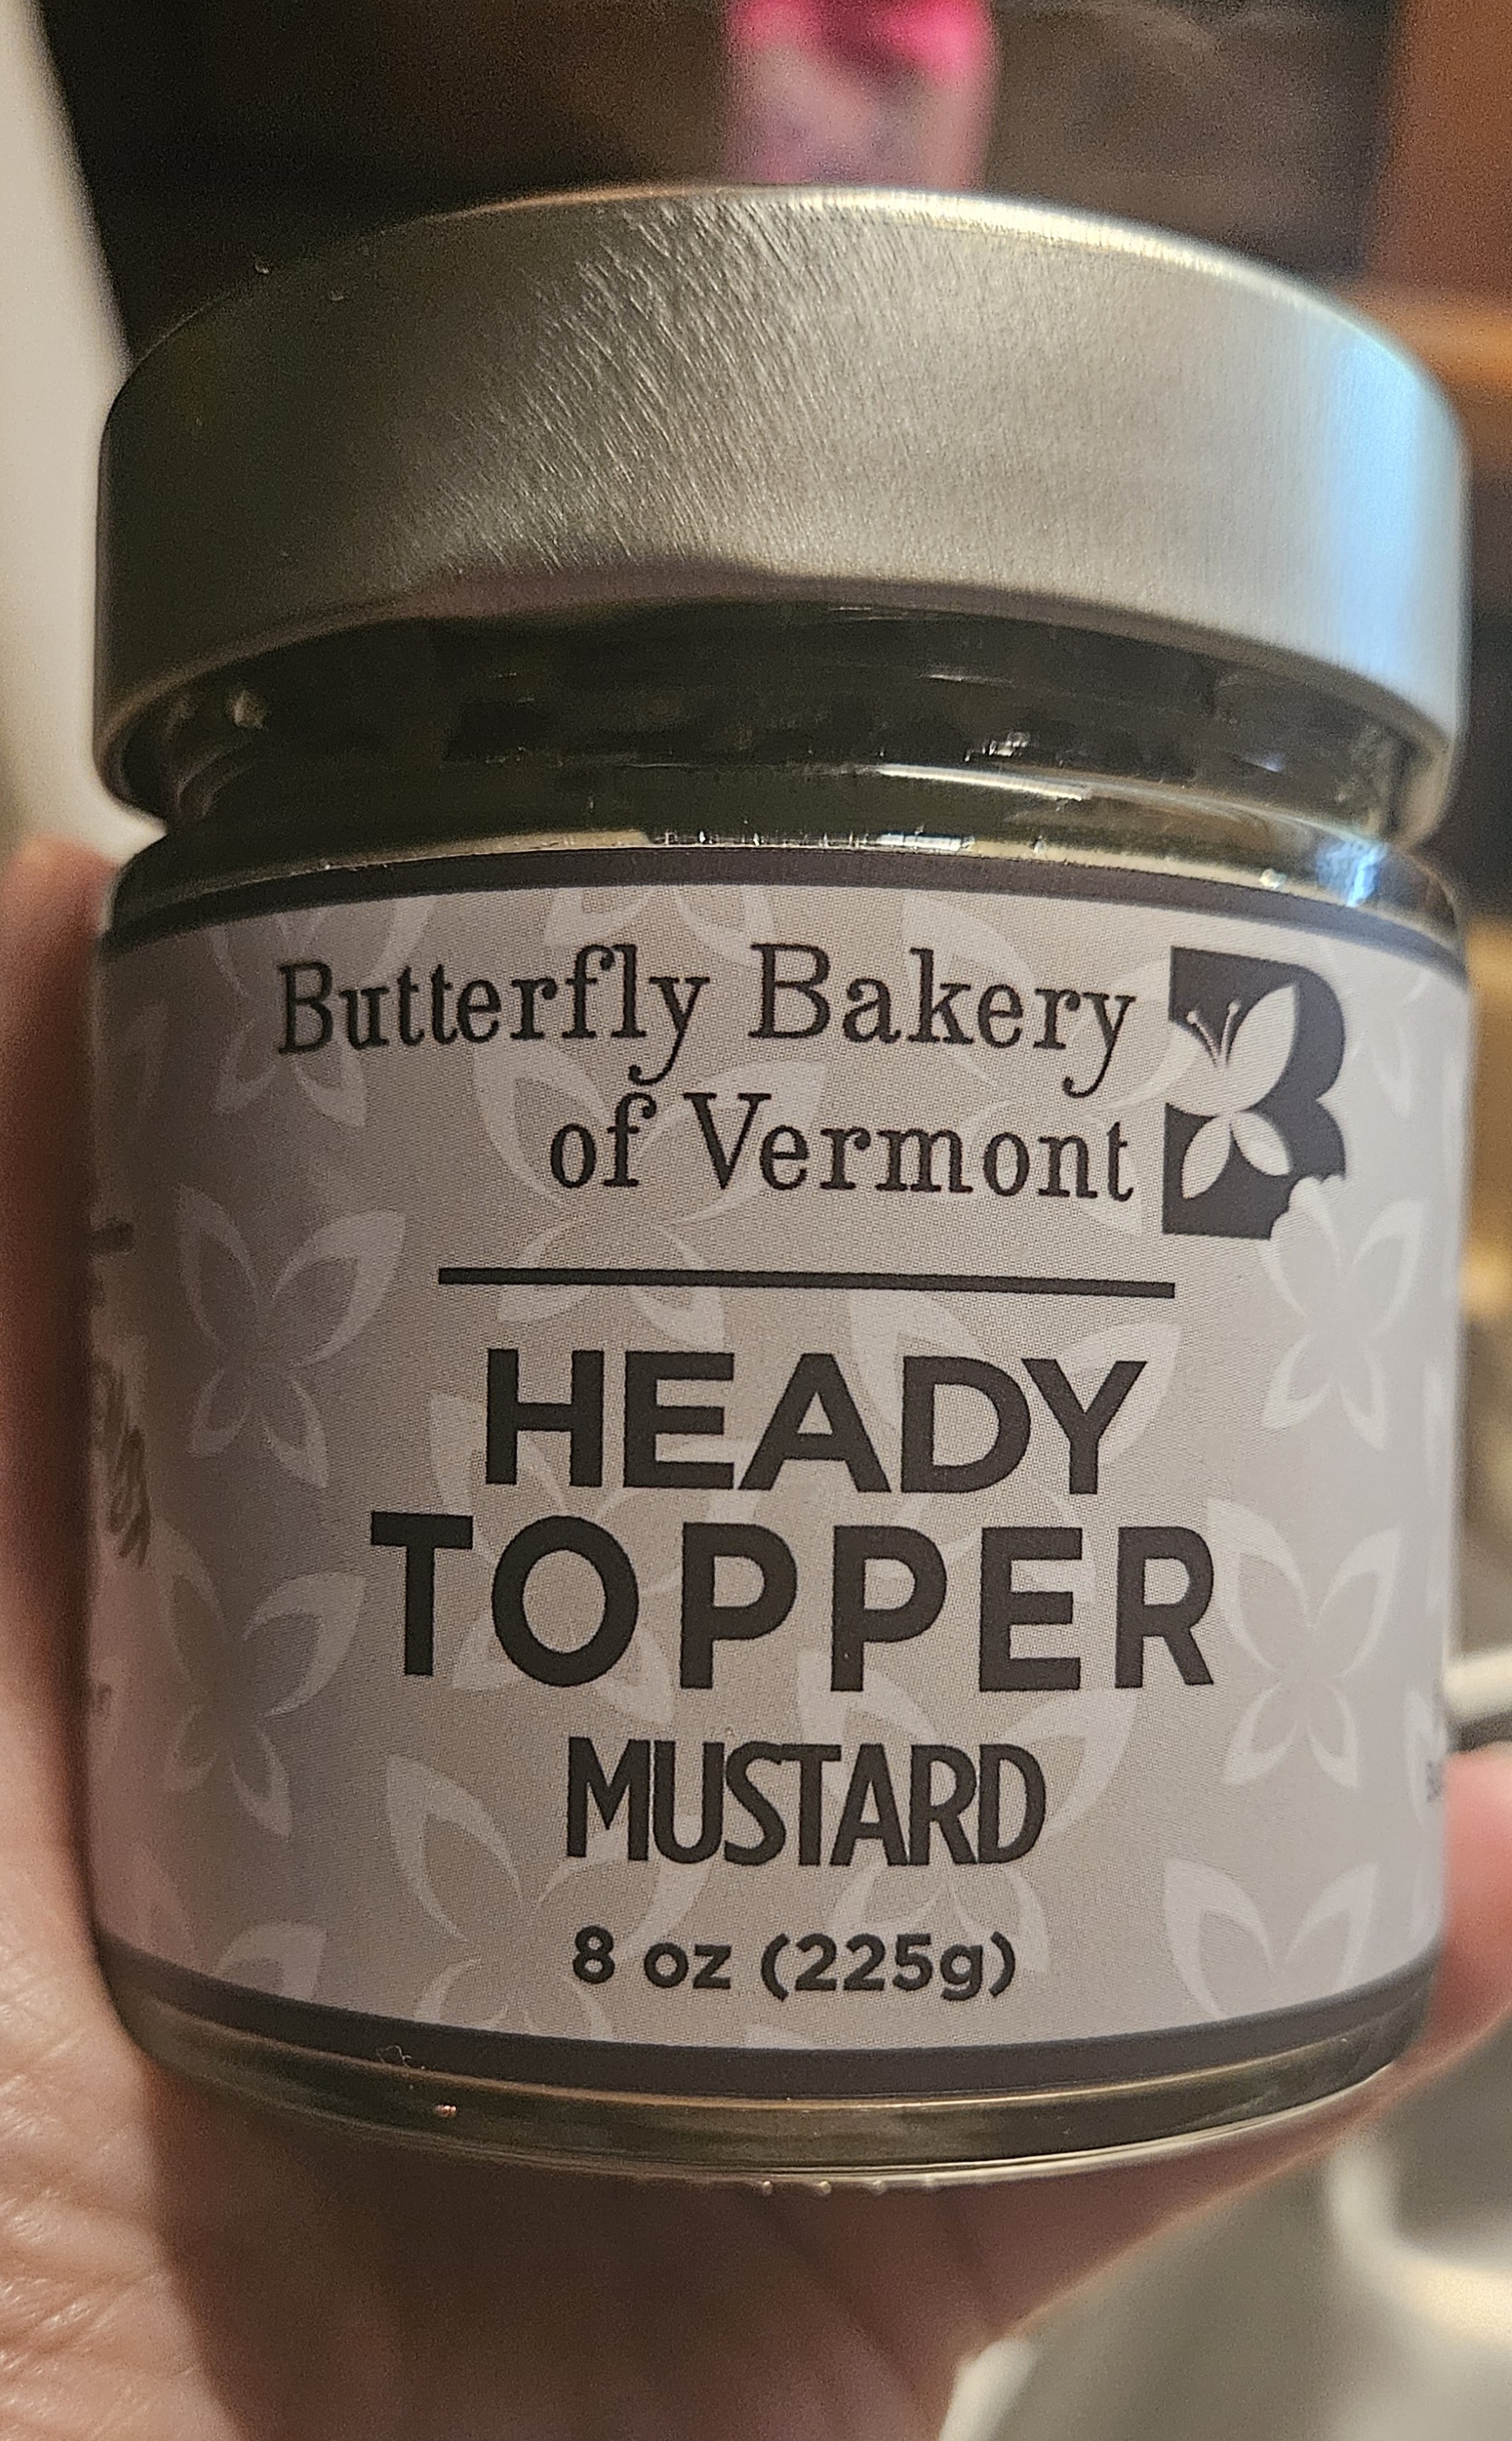 Butterfly Bakery
of Vermont
HEADY
TOPPER
MUSTARD
8 oz (225g)